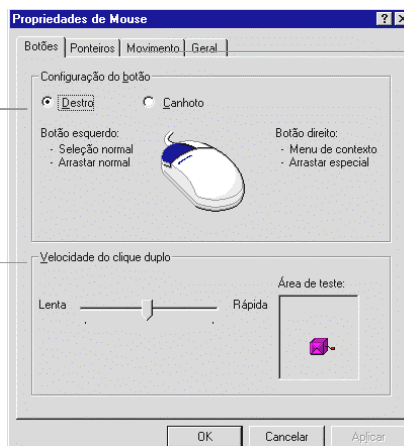 Propriedades de Mouse
Botões Ponteiros Movimento Geral
Configuração do botão
Destro Canhoto
Botão esquerdo: Botão direito:
- Seleção normal - Menu de contexto
- Arrastar normal - Arrastar especial
Velocidade do clique duplo
Área de teste:
Lenta Rápida
OK Cancelar Aplicar